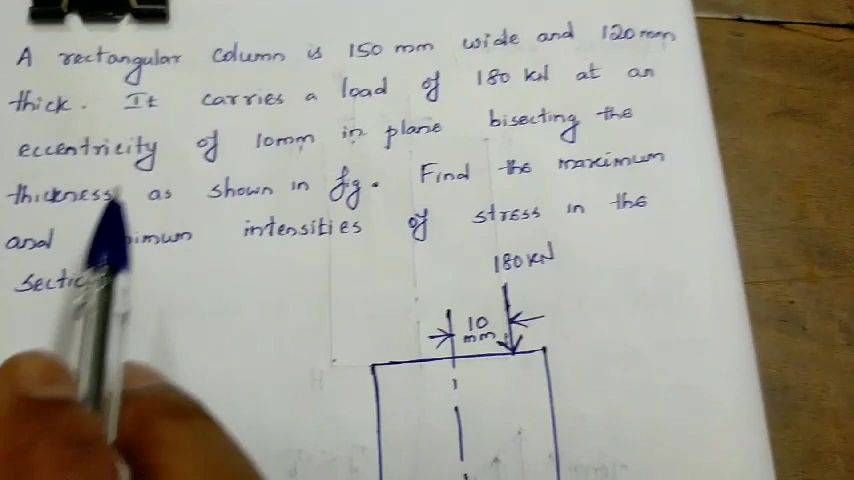 A rectangular column is 150 mm wide and 120 mm
thick. It carries a load of 180 kN at an
eccentricity of 10mm in plane bisecting the
thickness as shown in fig. Find the maximum
and intensities of stress in the
180 KN
10
mm